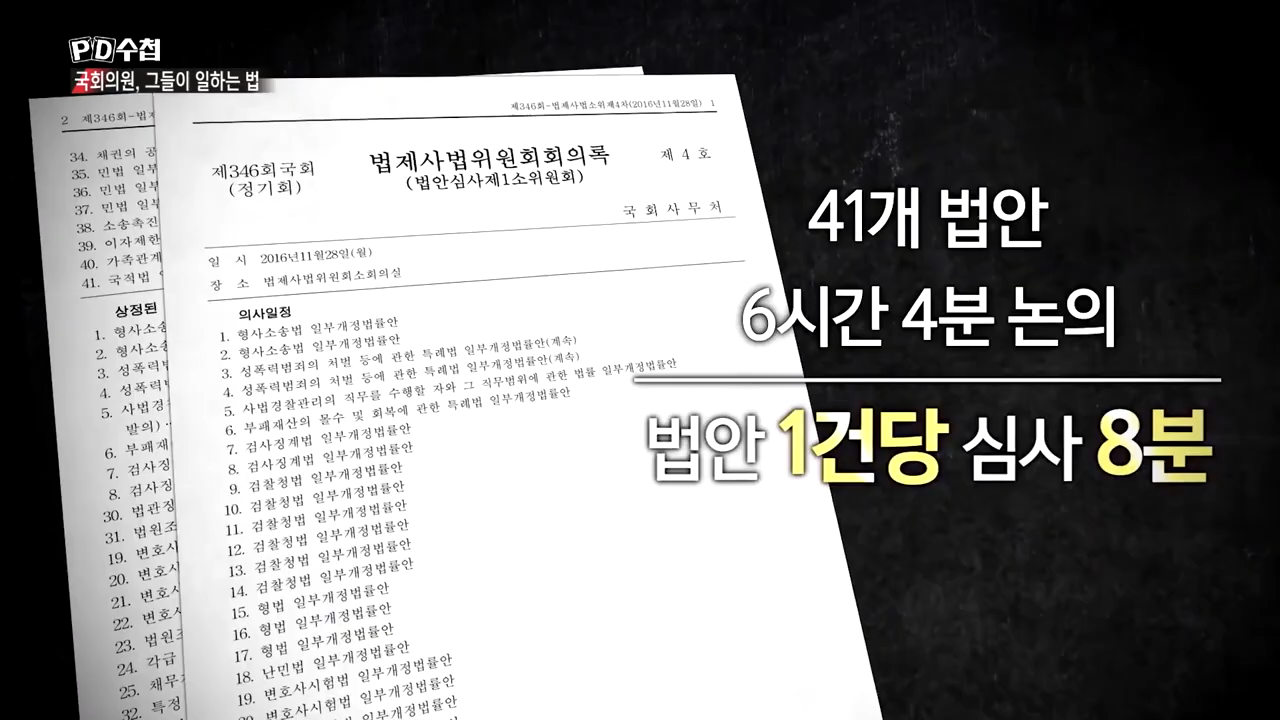 PD수첩
국회의원, 그들이 일하는 법
2 제346회-법제
34. 채권의 공
35. 민법 일부
36. 민법 일부
37. 민법 일부
38. 소송촉진
39. 이자제한
40. 가족관계
41. 국적법
상정된
1. 형사소송
2. 형사소송
3. 성폭력범
4. 성폭력범
5. 사법경찰
발의)
6. 부패재
7. 검사징
8. 검사징
30. 법관징
31. 법원조
19. 변호사
20. 변호사
21. 변호사
22. 변호사
23. 법원조
24. 각급
25. 채무
32. 특정
제346회-법제사법소위제4차(2016년11월28일) 1
제346회국회
(정기회)
법제사법위원회회의록
(법안심사제1소위원회)
제 4 호
국 회 사 무 처
일 시 2016년11월28일(월)
장 소 법제사법위원회소회의실
의사일정
1. 형사소송법 일부개정법률안
2. 형사소송법 일부개정법률안
3. 성폭력범죄의 처벌 등에 관한 특례법 일부개정법률안(계속)
4. 성폭력범죄의 처벌 등에 관한 특례법 일부개정법률안(계속)
5. 사법경찰관리의 직무를 수행할 자와 그 직무범위에 관한 법률 일부개정법률안
6. 부패재산의 몰수 및 회복에 관한 특례법 일부개정법률안
7. 검사징계법 일부개정법률안
8. 검사징계법 일부개정법률안
9. 검찰청법 일부개정법률안
10. 검찰청법 일부개정법률안
11. 검찰청법 일부개정법률안
12. 검찰청법 일부개정법률안
13. 검찰청법 일부개정법률안
14. 검찰청법 일부개정법률안
15. 형법 일부개정법률안
16. 형법 일부개정법률안
17. 형법 일부개정법률안
18. 난민법 일부개정법률안
19. 변호사시험법 일부개정법률안
변호사시험법 일부개정법률안
41개 법안
6시간 4분 논의
법안 1건당 심사 8분